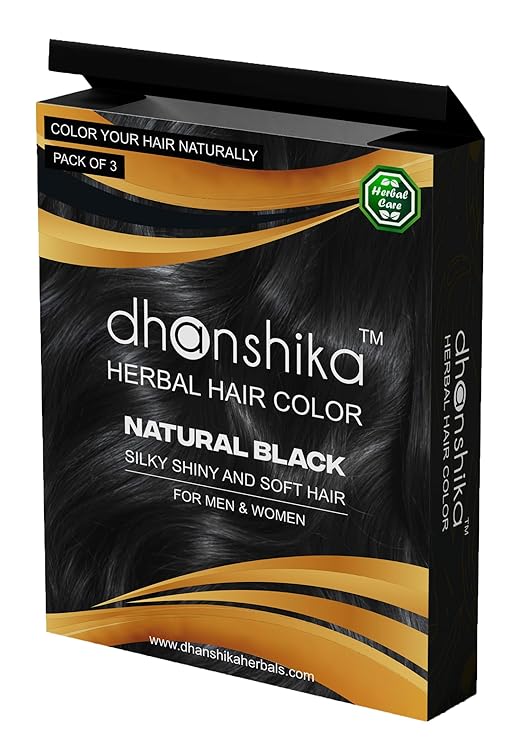 COLOR YOUR HAIR NATURALLY
PACK OF 3
Herbal
Care
dhanshika™
HERBAL HAIR COLOR
NATURAL BLACK
SILKY SHINY AND SOFT HAIR
FOR MEN & WOMEN
www.dhanshikaherbals.com
dhanshika™
HERBAL HAIR COLOR